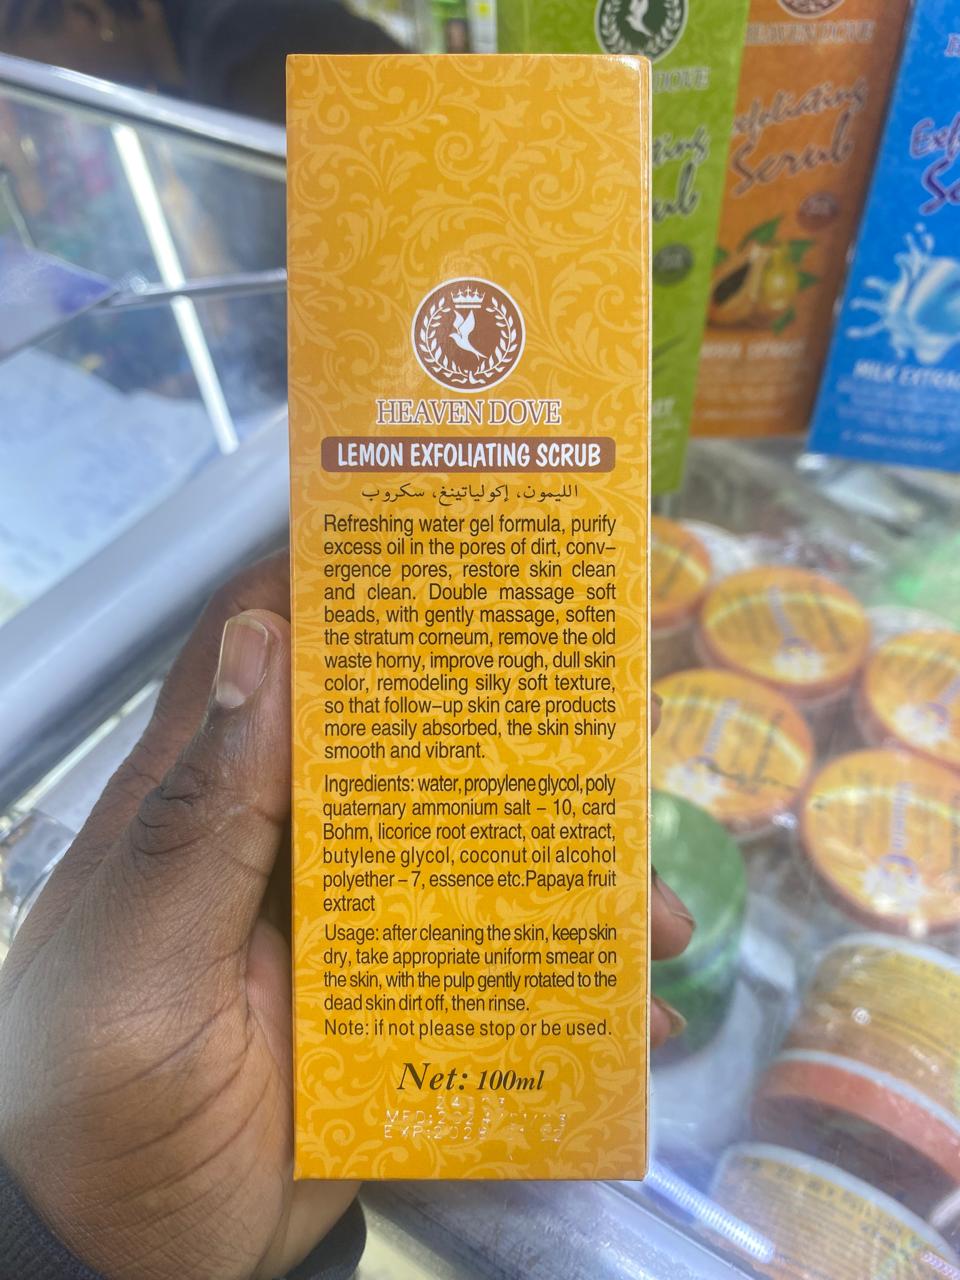 HEAVEN DOVE
LEMON EXFOLIATING SCRUB
الليمون، إكولياتينغ، سكروب
Refreshing water gel formula, purify
excess oil in the pores of dirt, conv-
ergence pores, restore skin clean
and clean. Double massage soft
beads, with gently massage, soften
the stratum corneum, remove the old
waste horny, improve rough, dull skin
color, remodeling silky soft texture,
so that follow-up skin care products
more easily absorbed, the skin shiny
smooth and vibrant.
Ingredients: water, propylene glycol, poly
quaternary ammonium salt – 10, card
Bohm, licorice root extract, oat extract,
butylene glycol, coconut oil alcohol
polyether – 7, essence etc.Papaya fruit
extract
Usage: after cleaning the skin, keep skin
dry, take appropriate uniform smear on
the skin, with the pulp gently rotated to the
dead skin dirt off, then rinse.
Note: if not please stop or be used.
Net: 100ml
HEAVEN DOVE
Exfoliating
Scrub
MILK EXTRA